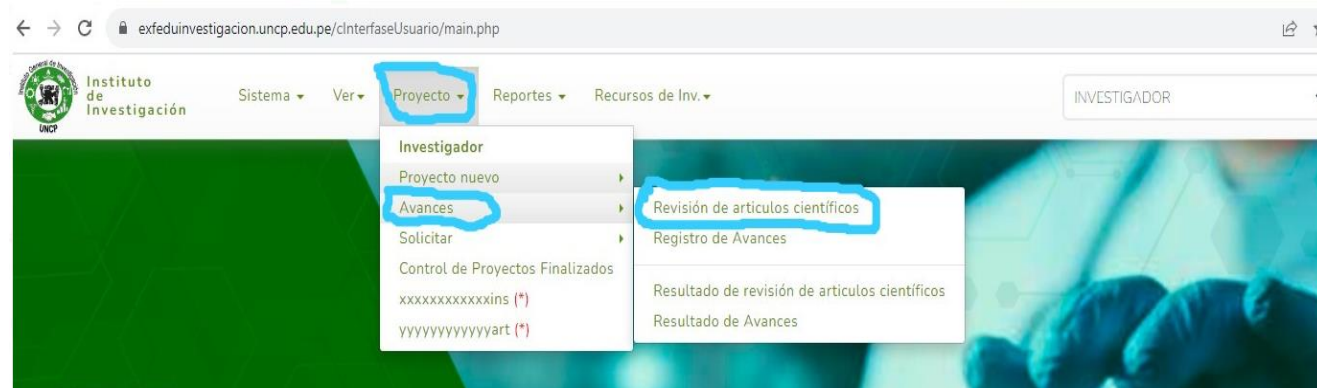 exfeduinvestigacion.uncp.edu.pe/cInterfaseUsuario/main.php
Instituto
de
Investigación
UNCP
Sistema
Ver
Proyecto
Reportes
Recursos de Inv.
INVESTIGADOR
Investigador
Proyecto nuevo
Avances
Solicitar
Control de Proyectos Finalizados
xxxxxxxxxxxxins (*)
yyyyyyyyyyyyart (*)
Revisión de articulos científicos
Registro de Avances
Resultado de revisión de articulos científicos
Resultado de Avances